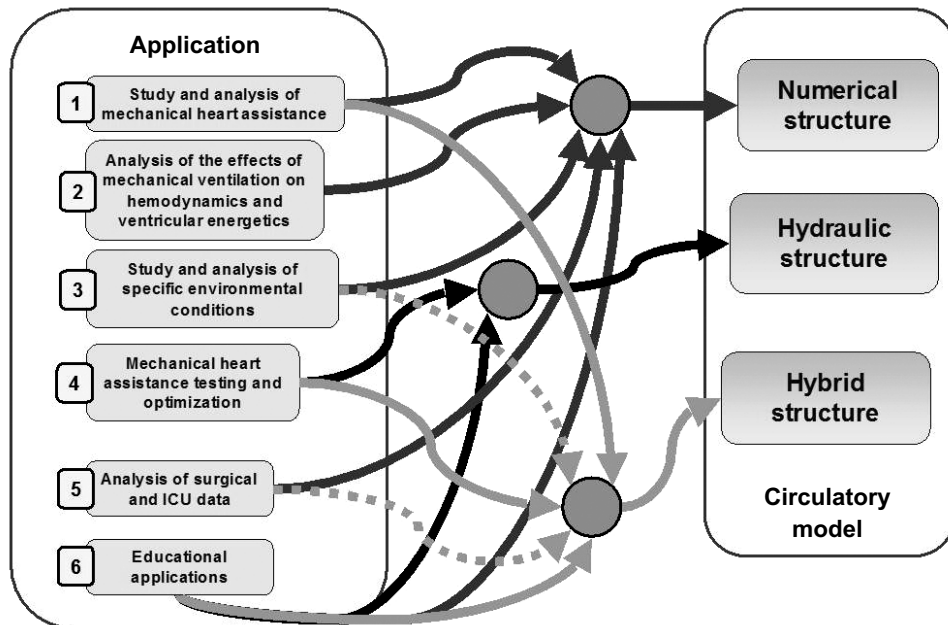 Application
1
Study and analysis of
mechanical heart assistance
2
Analysis of the effects of
mechanical ventilation on
hemodynamics and
ventricular energetics
3
Study and analysis of
specific environmental
conditions
4
Mechanical heart
assistance testing and
optimization
5
Analysis of surgical
and ICU data
6
Educational
applications
Numerical
structure
Hydraulic
structure
Hybrid
structure
Circulatory
model